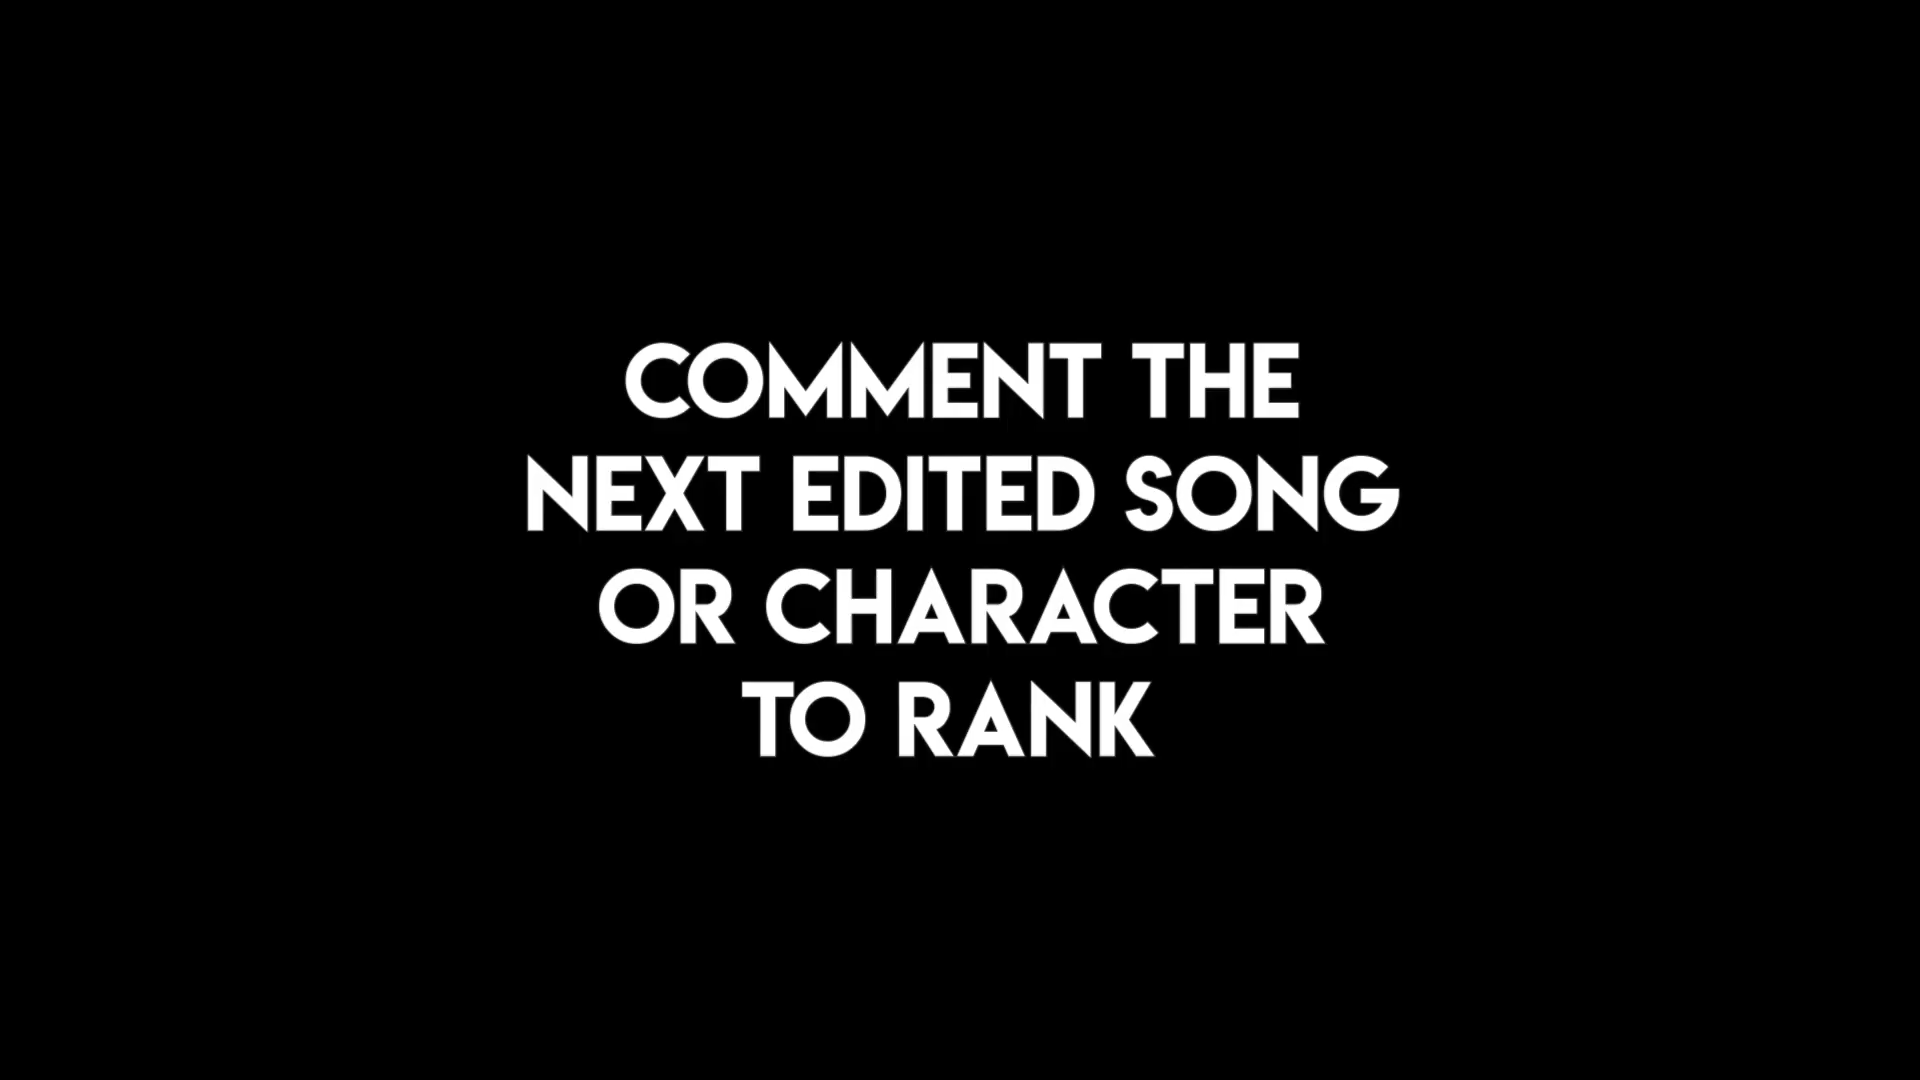 COMMENT THE
NEXT EDITED SONG
OR CHARACTER
TO RANK